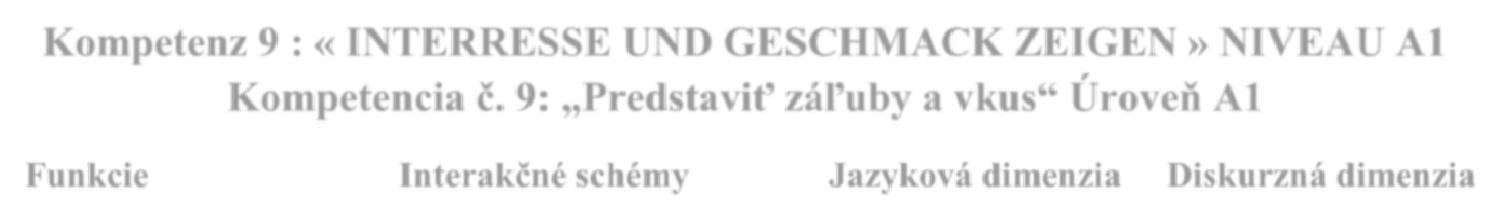 Kompetenz 9 : « INTERRESSE UND GESCHMACK ZEIGEN » NIVEAU A1
Kompetencia č. 9: „Predstaviť záľuby a vkus“ Úroveň A1
Funkcie Interakčné schémy Jazyková dimenzia Diskurzná dimenzia